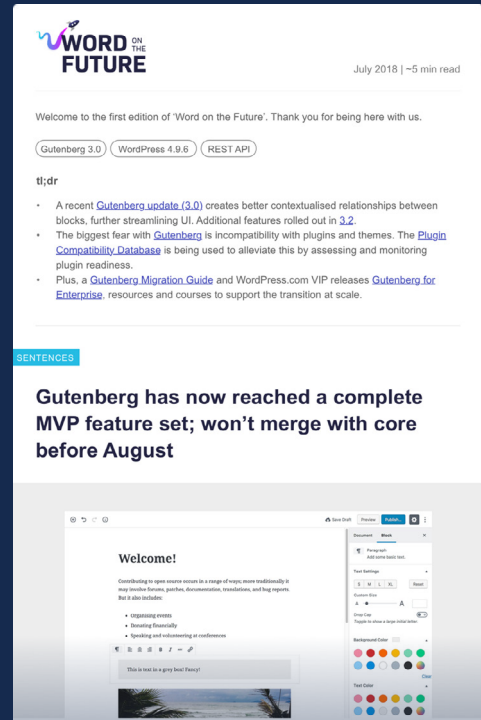 WORD ON THE
FUTURE
July 2018 | ~5 min read
Welcome to the first edition of ‘Word on the Future’. Thank you for being here with us.
Gutenberg 3.0 WordPress 4.9.6 REST API
tl;dr
• A recent Gutenberg update (3.0) creates better contextualised relationships between
blocks, further streamlining UI. Additional features rolled out in 3.2.
• The biggest fear with Gutenberg is incompatibility with plugins and themes. The Plugin
Compatibility Database is being used to alleviate this by assessing and monitoring
plugin readiness.
• Plus, a Gutenberg Migration Guide and WordPress.com VIP releases Gutenberg for
Enterprise, resources and courses to support the transition at scale.
SENTENCES
Gutenberg has now reached a complete
MVP feature set; won’t merge with core
before August
Save Draft Preview Publish...
Document Block
Paragraph
Add some basic text.
Welcome!
Text Settings
S M L XL Reset
Contributing to open source occurs in a range of ways; more traditionally it
may involve forums, patches, documentation, translations, and bug reports.
But it also includes:
Custom Size
A A
• Organising events
• Donating financially
• Speaking and volunteering at conferences
Drop Cap
Toggle to show a large initial letter.
B I
Background Color
This is text in a grey box! Fancy!
Clear
Text Color